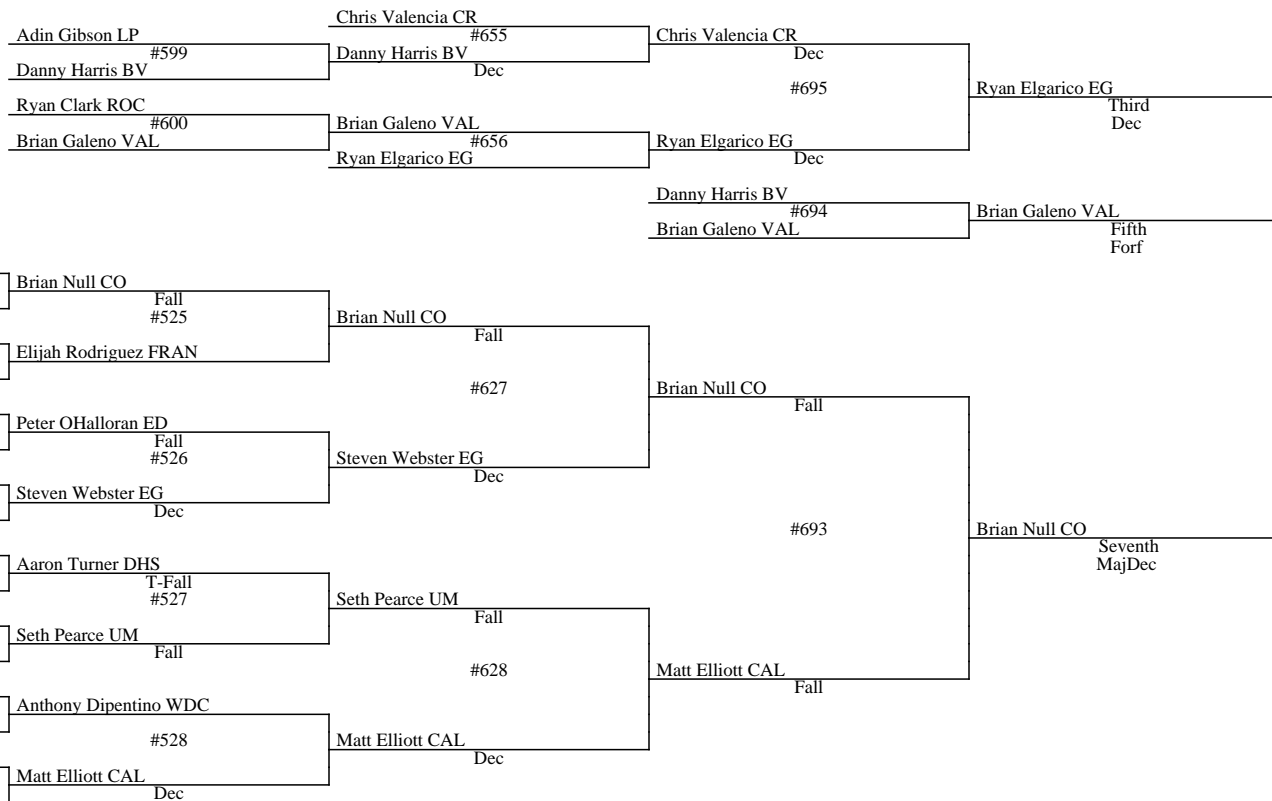 Chris Valencia CR
Adin Gibson LP
#655
Chris Valencia CR
#599
Danny Harris BV
Dec
Danny Harris BV
Dec
#695
Ryan Elgarico EG
Ryan Clark ROC
Third
#600
Brian Galeno VAL
Dec
Brian Galeno VAL
#656
Ryan Elgarico EG
Ryan Elgarico EG
Dec
Danny Harris BV
#694
Brian Galeno VAL
Brian Galeno VAL
Fifth
Forf
Brian Null CO
Fall
#525
Brian Null CO
Fall
Elijah Rodriguez FRAN
#627
Brian Null CO
Fall
Peter OHalloran ED
Fall
#526
Steven Webster EG
Dec
Steven Webster EG
Dec
#693
Brian Null CO
Seventh
MajDec
Aaron Turner DHS
T-Fall
#527
Seth Pearce UM
Fall
Seth Pearce UM
Fall
#628
Matt Elliott CAL
Fall
Anthony Dipentino WDC
#528
Matt Elliott CAL
Dec
Matt Elliott CAL
Dec